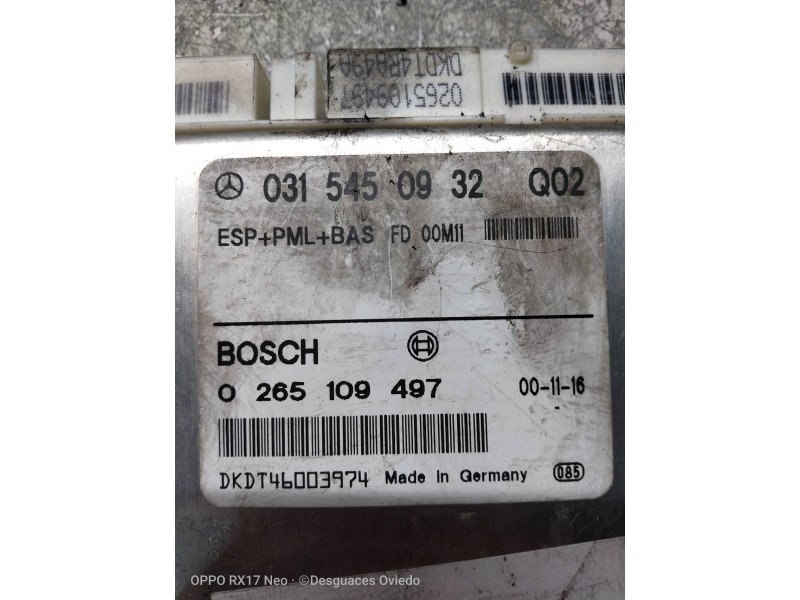 DKDT4RA49A
0265109497
031 545 09 32 Q02
ESP+PML+BAS FD 00M11
BOSCH
0 265 109 497 00-11-16
DKDT46003974 Made in Germany 085
OPPO RX17 Neo · ©Desguaces Oviedo